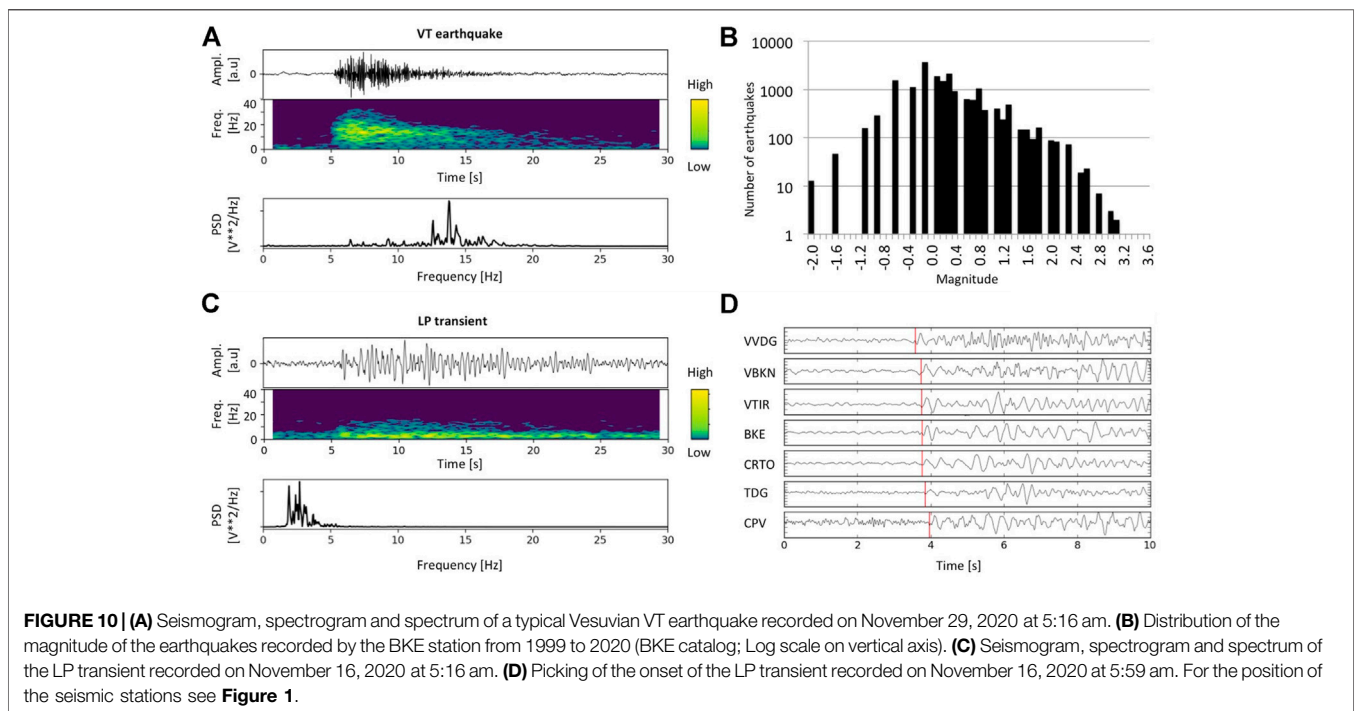 A
VT earthquake
Ampl.
[a.u]
0
Freq.
[Hz]
40
20
0
High
Low
0 5 10 15 20 25 30
Time [s]
PSD
[V**2/Hz]
0 5 10 15 20 25 30
Frequency [Hz]
B
Number of earthquakes
10000
1000
100
10
1
-2.0 -1.6 -1.2 -0.8 -0.4 0.0 0.4 0.8 1.2 1.6 2.0 2.4 2.8 3.2 3.6
Magnitude
C
LP transient
Ampl.
[a.u]
0
Freq.
[Hz]
40
20
0
High
Low
0 5 10 15 20 25 30
Time [s]
PSD
[V**2/Hz]
0 5 10 15 20 25 30
Frequency [Hz]
D
VVDG
VBKN
VTIR
BKE
CRTO
TDG
CPV
0 2 4 6 8 10
Time [s]
FIGURE 10 | (A) Seismogram, spectrogram and spectrum of a typical Vesuvian VT earthquake recorded on November 29, 2020 at 5:16 am. (B) Distribution of the
magnitude of the earthquakes recorded by the BKE station from 1999 to 2020 (BKE catalog; Log scale on vertical axis). (C) Seismogram, spectrogram and spectrum of
the LP transient recorded on November 16, 2020 at 5:16 am. (D) Picking of the onset of the LP transient recorded on November 16, 2020 at 5:59 am. For the position of
the seismic stations see Figure 1.